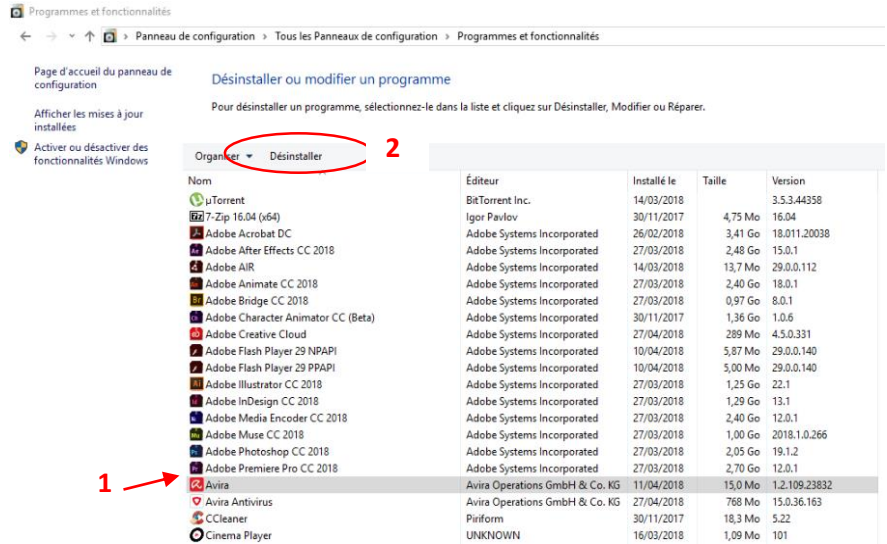 Programmes et fonctionnalités
Panneau de configuration > Tous les Panneaux de configuration > Programmes et fonctionnalités
Page d'accueil du panneau de
configuration
Afficher les mises à jour
installées
Activer ou désactiver des
fonctionnalités Windows
Désinstaller ou modifier un programme
Pour désinstaller un programme, sélectionnez-le dans la liste et cliquez sur Désinstaller, Modifier ou Réparer.
Organiser Désinstaller 2
Nom Éditeur Installé le Taille Version
µTorrent BitTorrent Inc. 14/03/2018 3.5.3.44358
7-Zip 16.04 (x64) Igor Pavlov 30/11/2017 4,75 Mo 16.04
Adobe Acrobat DC Adobe Systems Incorporated 26/02/2018 3,41 Go 18.011.20038
Adobe After Effects CC 2018 Adobe Systems Incorporated 27/03/2018 2,48 Go 15.0.1
Adobe AIR Adobe Systems Incorporated 14/03/2018 13,7 Mo 29.0.0.112
Adobe Animate CC 2018 Adobe Systems Incorporated 27/03/2018 2,40 Go 18.0.1
Adobe Bridge CC 2018 Adobe Systems Incorporated 27/03/2018 0,97 Go 8.0.1
Adobe Character Animator CC (Beta) Adobe Systems Incorporated 30/11/2017 1,36 Go 1.0.6
Adobe Creative Cloud Adobe Systems Incorporated 27/04/2018 289 Mo 4.5.0.331
Adobe Flash Player 29 NPAPI Adobe Systems Incorporated 10/04/2018 5,87 Mo 29.0.0.140
Adobe Flash Player 29 PPAPI Adobe Systems Incorporated 10/04/2018 5,00 Mo 29.0.0.140
Adobe Illustrator CC 2018 Adobe Systems Incorporated 27/03/2018 1,25 Go 22.1
Adobe InDesign CC 2018 Adobe Systems Incorporated 27/03/2018 1,29 Go 13.1
Adobe Media Encoder CC 2018 Adobe Systems Incorporated 27/03/2018 2,40 Go 12.0.1
Adobe Muse CC 2018 Adobe Systems Incorporated 27/03/2018 1,00 Go 2018.1.0.266
Adobe Photoshop CC 2018 Adobe Systems Incorporated 27/03/2018 2,05 Go 19.1.2
Adobe Premiere Pro CC 2018 Adobe Systems Incorporated 27/03/2018 2,70 Go 12.0.1
1 Avira Avira Operations GmbH & Co. KG 11/04/2018 15,0 Mo 1.2.109.23832
Avira Antivirus Avira Operations GmbH & Co. KG 27/04/2018 768 Mo 15.0.36.163
CCleaner Piriform 30/11/2017 18,3 Mo 5.22
Cinema Player UNKNOWN 16/03/2018 1,09 Mo 101